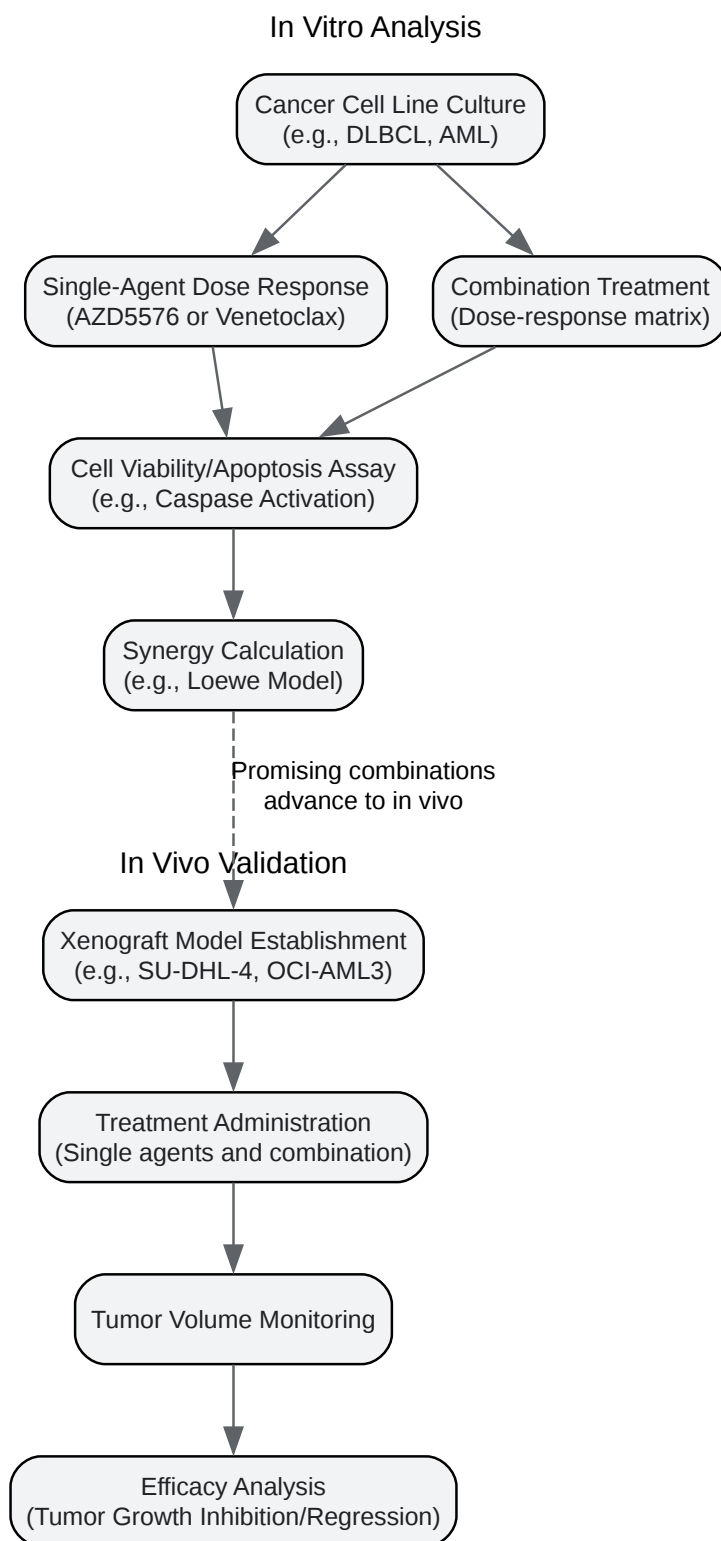 In Vitro Analysis
Cancer Cell Line Culture
(e.g., DLBCL, AML)
Single-Agent Dose Response
(AZD5576 or Venetoclax)
Combination Treatment
(Dose-response matrix)
Cell Viability/Apoptosis Assay
(e.g., Caspase Activation)
Synergy Calculation
(e.g., Loewe Model)
Promising combinations
advance to in vivo
In Vivo Validation
Xenograft Model Establishment
(e.g., SU-DHL-4, OCI-AML3)
Treatment Administration
(Single agents and combination)
Tumor Volume Monitoring
Efficacy Analysis
(Tumor Growth Inhibition/Regression)